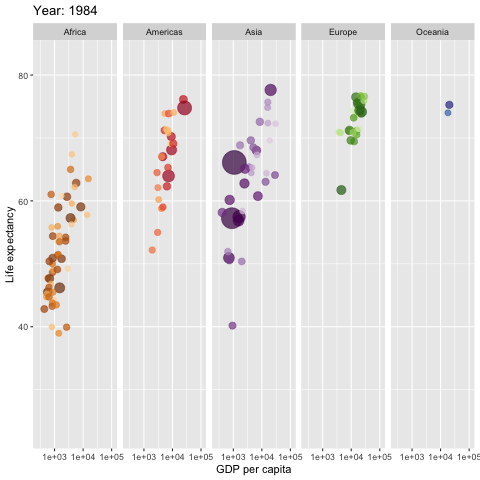 Year: 1984
Africa Americas Asia Europe Oceania
80
60
40
Life expectancy
1e+03 1e+04 1e+05 1e+03 1e+04 1e+05 1e+03 1e+04 1e+05 1e+03 1e+04 1e+05 1e+03 1e+04 1e+05
GDP per capita